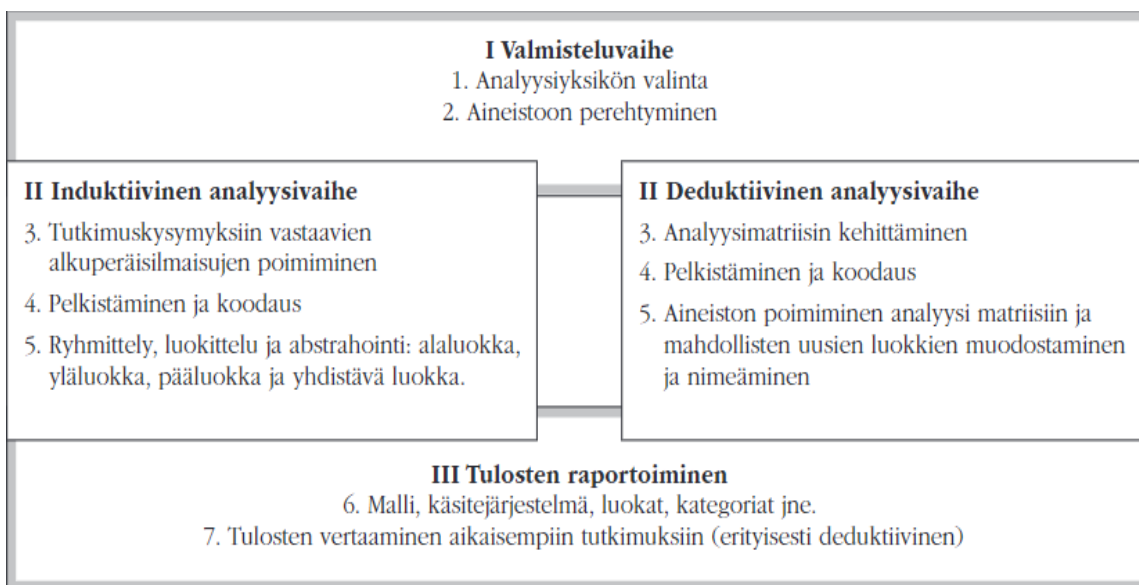 I Valmisteluvaihe
1. Analyysiyksikön valinta
2. Aineistoon perehtyminen
II Induktiivinen analyysivaihe
3. Tutkimuskysymyksiin vastaavien
alkuperäisilmaisujen poimiminen
4. Pelkistäminen ja koodaus
5. Ryhmittely, luokittelu ja abstrahointi: alaluokka,
yläluokka, pääluokka ja yhdistävä luokka.
II Deduktiivinen analyysivaihe
3. Analyysimatriisin kehittäminen
4. Pelkistäminen ja koodaus
5. Aineiston poimiminen analyysi matriisiin ja
mahdollisten uusien luokkien muodostaminen
ja nimeäminen
III Tulosten raportoiminen
6. Malli, käsitejärjestelmä, luokat, kategoriat jne.
7. Tulosten vertaaminen aikaisempiin tutkimuksiin (erityisesti deduktiivinen)